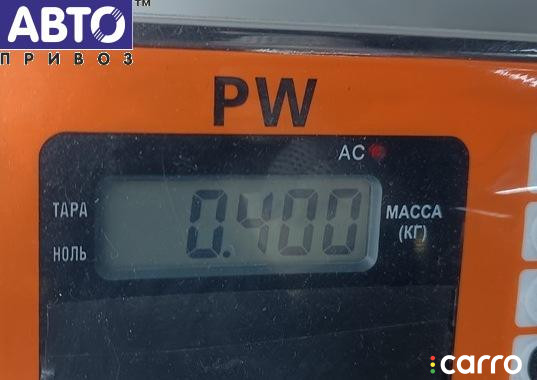 АВТО™
ПРИВОЗ
PW
AC
ТАРА
0.400
МАССА
(КГ)
НОЛЬ
carro